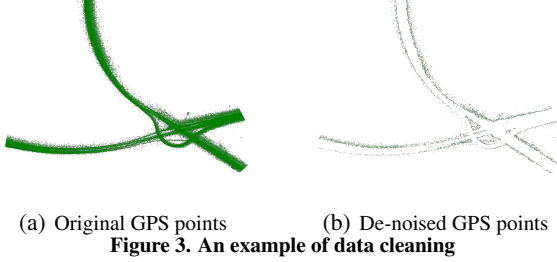 (a) Original GPS points
(b) De-noised GPS points
Figure 3. An example of data cleaning